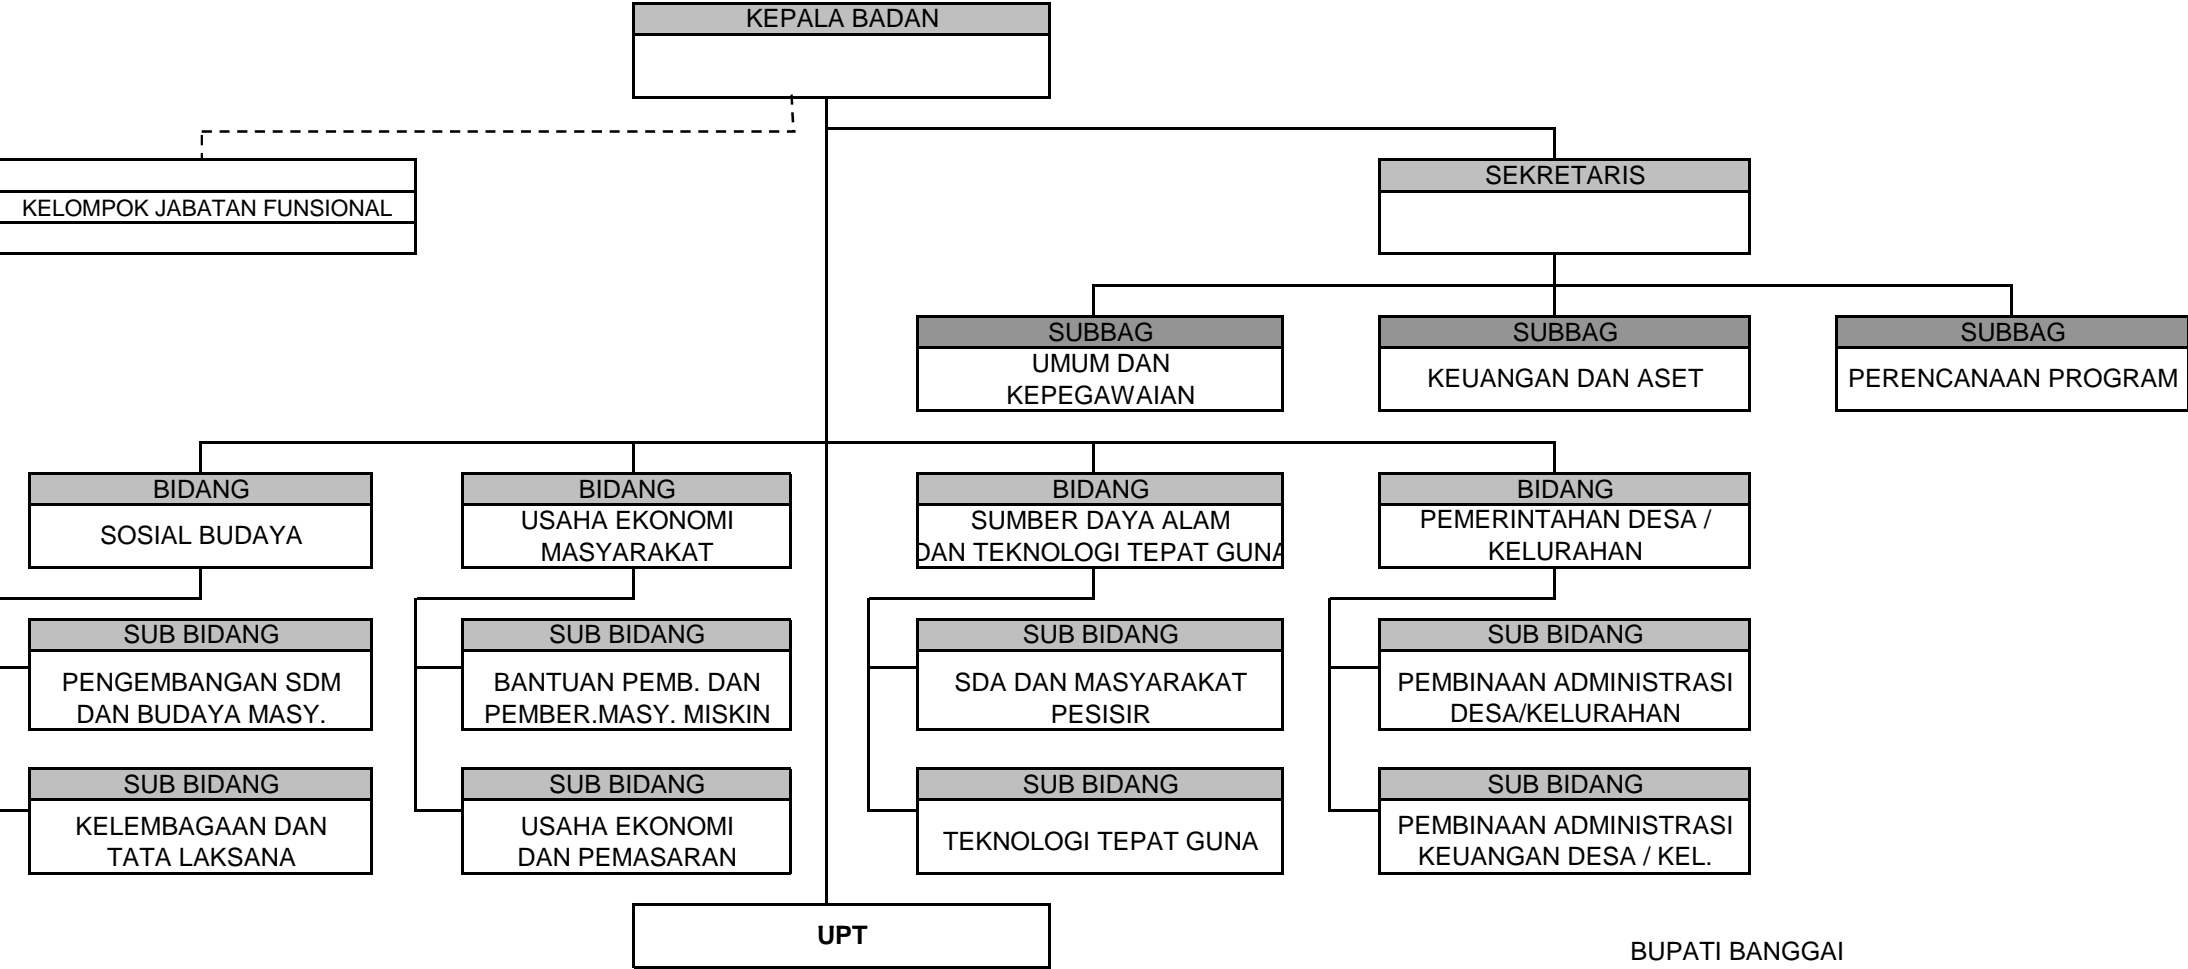 KEPALA BADAN
SEKRETARIS
KELOMPOK JABATAN FUNSIONAL
SUBBAG
UMUM DAN
KEPEGAWAIAN
SUBBAG
KEUANGAN DAN ASET
SUBBAG
PERENCANAAN PROGRAM
BIDANG
SOSIAL BUDAYA
BIDANG
USAHA EKONOMI
MASYARAKAT
BIDANG
SUMBER DAYA ALAM
DAN TEKNOLOGI TEPAT GUNA
BIDANG
PEMERINTAHAN DESA /
KELURAHAN
SUB BIDANG
PENGEMBANGAN SDM
DAN BUDAYA MASY.
SUB BIDANG
BANTUAN PEMB. DAN
PEMBER.MASY. MISKIN
SUB BIDANG
SDA DAN MASYARAKAT
PESISIR
SUB BIDANG
PEMBINAAN ADMINISTRASI
DESA/KELURAHAN
SUB BIDANG
KELEMBAGAAN DAN
TATA LAKSANA
SUB BIDANG
USAHA EKONOMI
DAN PEMASARAN
SUB BIDANG
TEKNOLOGI TEPAT GUNA
SUB BIDANG
PEMBINAAN ADMINISTRASI
KEUANGAN DESA / KEL.
UPT
BUPATI BANGGAI